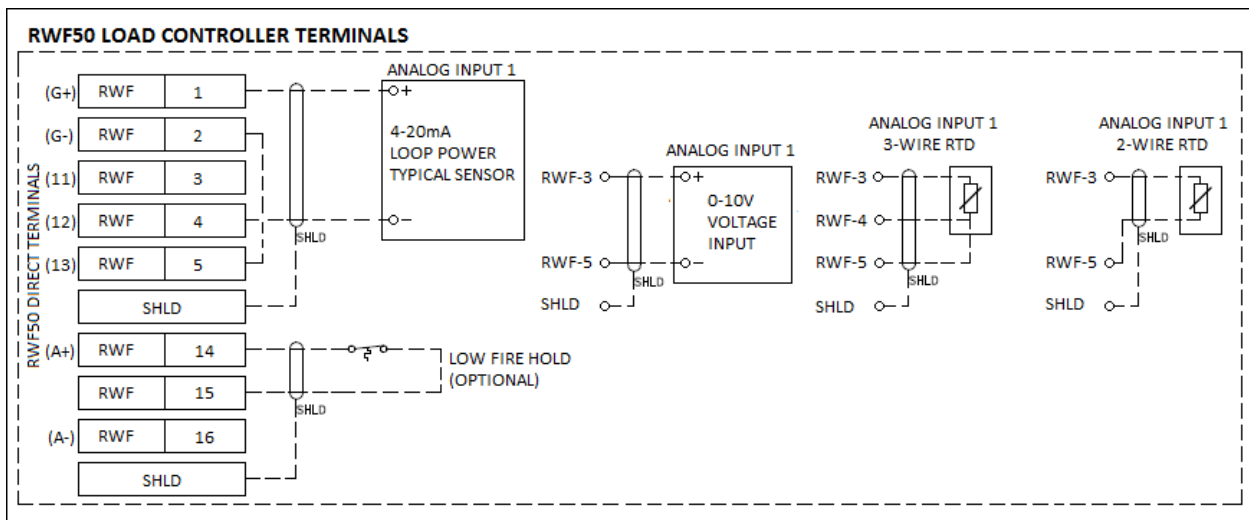 RWF50 LOAD CONTROLLER TERMINALS
RWF50 DIRECT TERMINALS
(G+) RWF 1
(G-) RWF 2
(11) RWF 3
(12) RWF 4
(13) RWF 5
SHLD
(A+) RWF 14
RWF 15
(A-) RWF 16
SHLD
SHLD
ANALOG INPUT 1
+
4-20mA
LOOP POWER
TYPICAL SENSOR
-
SHLD
LOW FIRE HOLD
(OPTIONAL)
ANALOG INPUT 1
RWF-3
+
0-10V
VOLTAGE
INPUT
RWF-5
-
SHLD
SHLD
ANALOG INPUT 1
3-WIRE RTD
RWF-3
RWF-4
RWF-5
SHLD
SHLD
ANALOG INPUT 1
2-WIRE RTD
RWF-3
SHLD
RWF-5
SHLD